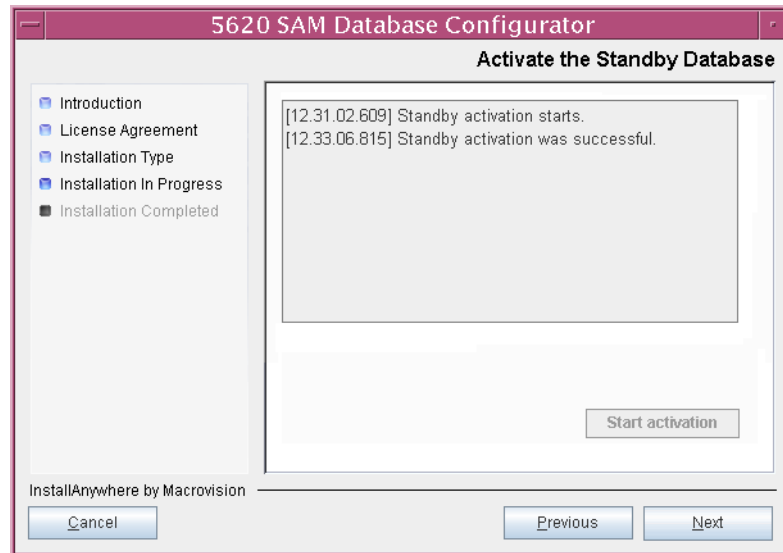 5620 SAM Database Configurator
Activate the Standby Database
Introduction
License Agreement
Installation Type
Installation In Progress
Installation Completed
[12.31.02.609] Standby activation starts.
[12.33.06.815] Standby activation was successful.
Start activation
InstallAnywhere by Macrovision
Cancel
Previous
Next